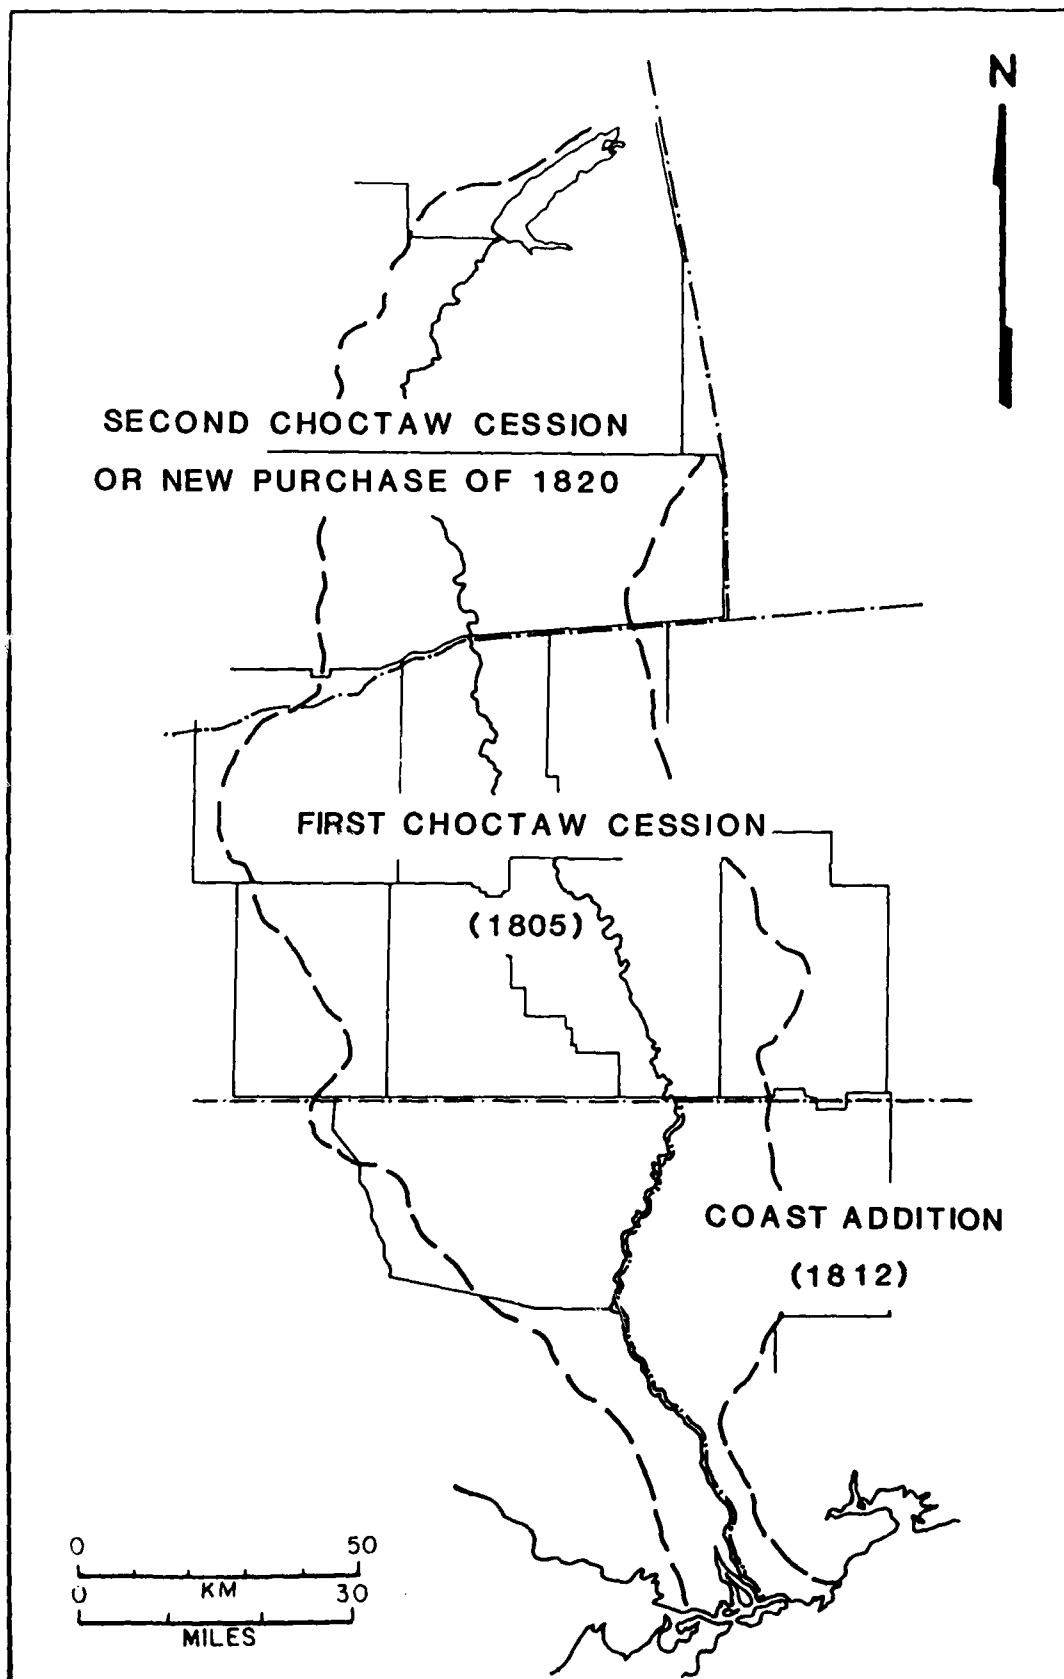 N
SECOND CHOCTAW CESSION
OR NEW PURCHASE OF 1820
FIRST CHOCTAW CESSION
(1805)
COAST ADDITION
(1812)
0 50
KM
0 30
MILES